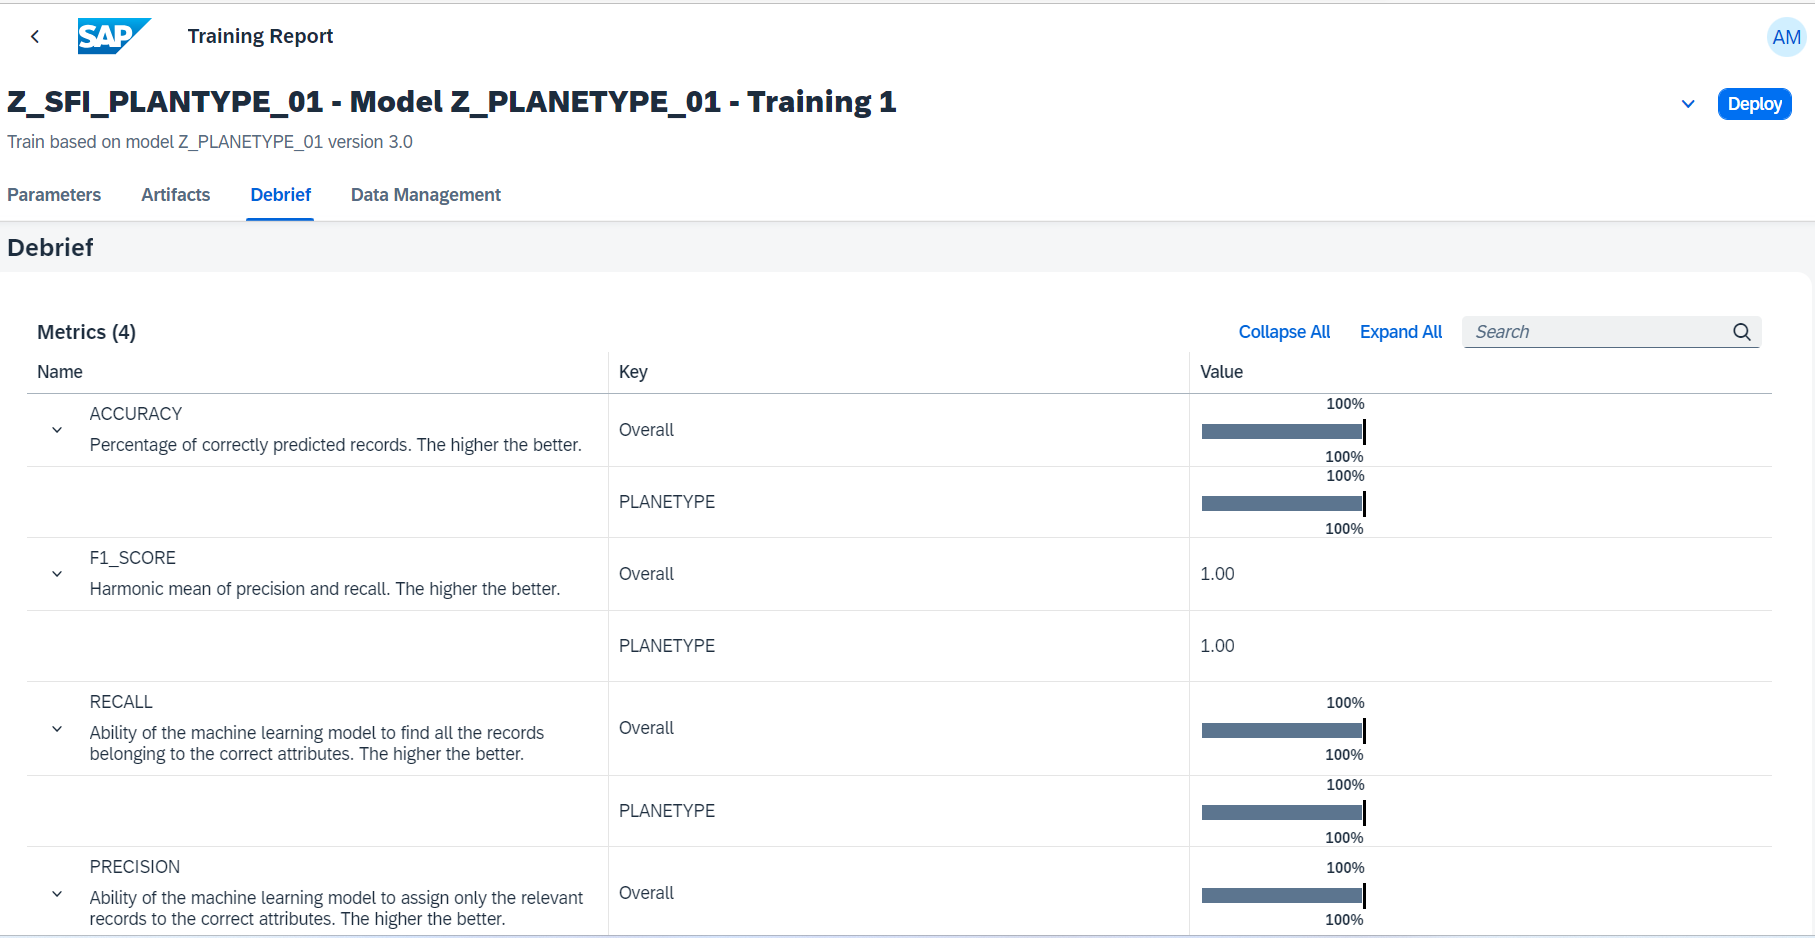 SAP Training Report AM
Z_SFI_PLANTYPE_01 - Model Z_PLANETYPE_01 - Training 1
Deploy
Train based on model Z_PLANETYPE_01 version 3.0
Parameters Artifacts Debrief Data Management
Debrief
Metrics (4) Collapse All Expand All Search
Name Key Value
ACCURACY
Percentage of correctly predicted records. The higher the better.
Overall
100%
100%
PLANETYPE
100%
100%
F1_SCORE
Harmonic mean of precision and recall. The higher the better.
Overall
1.00
PLANETYPE
1.00
RECALL
Ability of the machine learning model to find all the records
belonging to the correct attributes. The higher the better.
Overall
100%
100%
PLANETYPE
100%
100%
PRECISION
Ability of the machine learning model to assign only the relevant
records to the correct attributes. The higher the better.
Overall
100%
100%